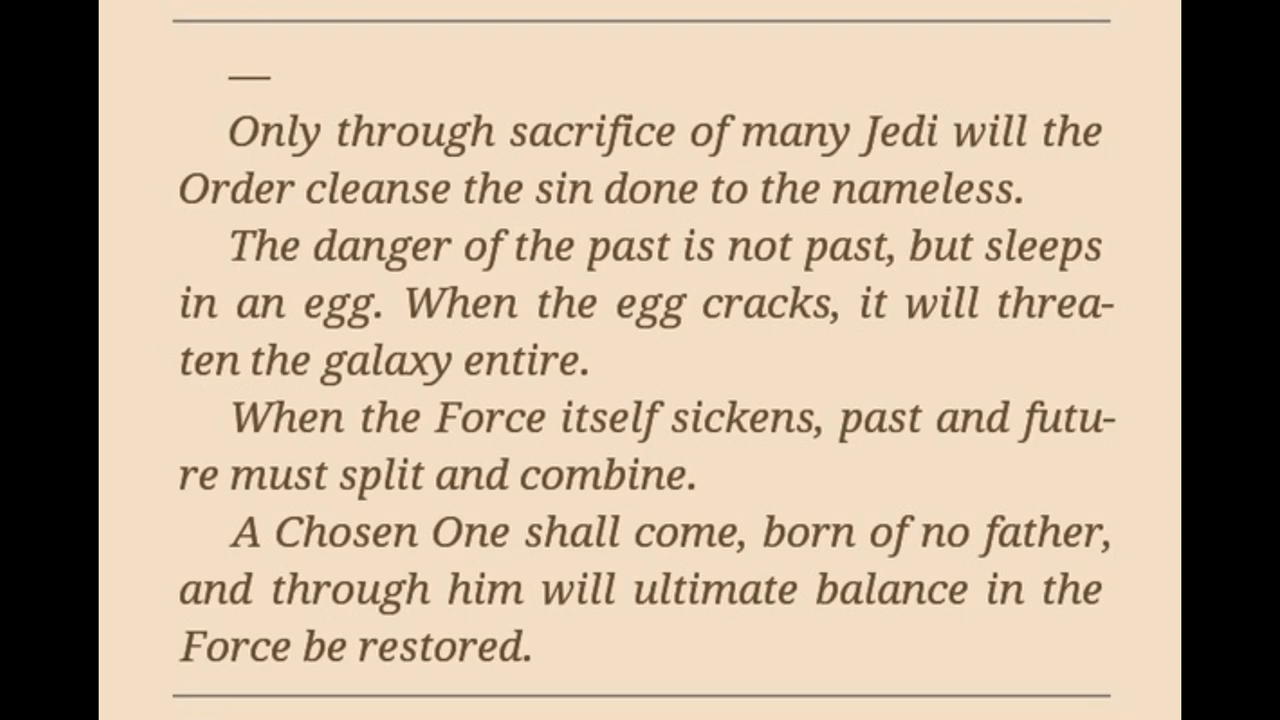 —
Only through sacrifice of many Jedi will the
Order cleanse the sin done to the nameless.
The danger of the past is not past, but sleeps
in an egg. When the egg cracks, it will threa-
ten the galaxy entire.
When the Force itself sickens, past and futu-
re must split and combine.
A Chosen One shall come, born of no father,
and through him will ultimate balance in the
Force be restored.